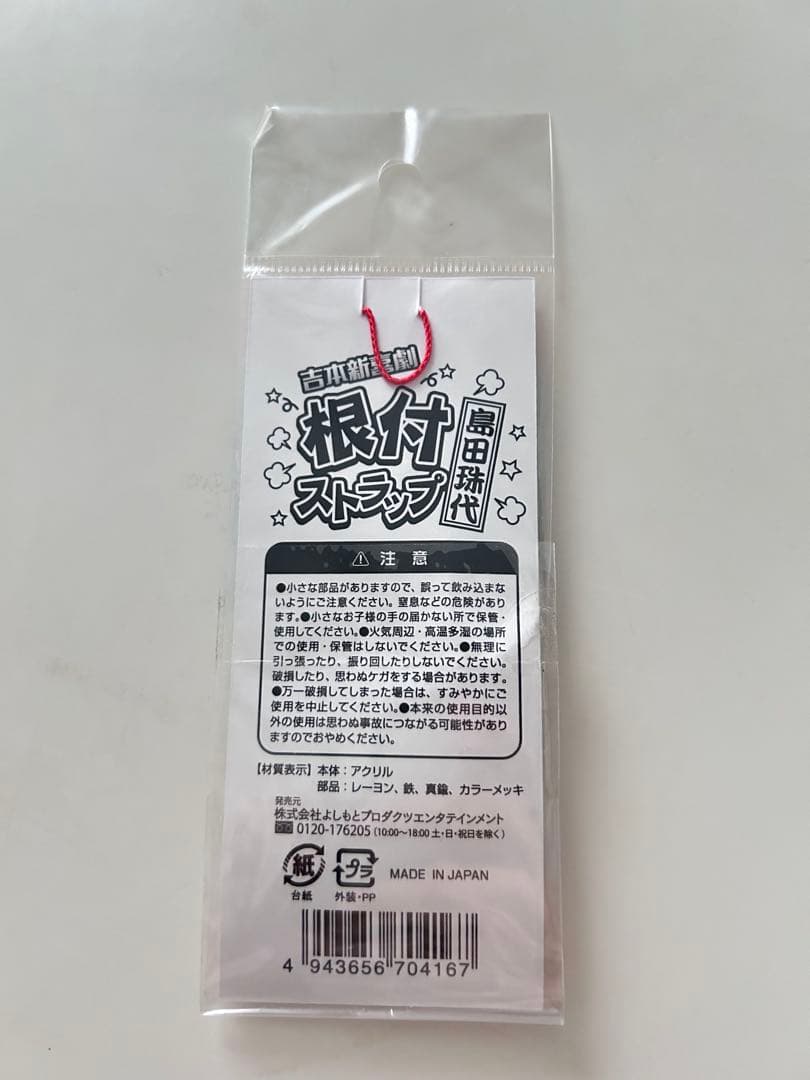 吉本新喜劇
根付
ストラップ
島田珠代
⚠ 注意
●小さな部品がありますので、誤って飲み込まな
いようにご注意ください。窒息などの危険があり
ます。●小さなお子様の手の届かない所で保管・
使用してください。●火気周辺・高温多湿の場所
での使用・保管はしないでください。●無理に
引っ張ったり、振り回したりしないでください。
破損したり、思わぬケガをする場合があります。
●万一破損してしまった場合は、すみやかにご
使用を中止してください。●本来の使用目的以
外の使用は思わぬ事故につながる可能性があり
ますのでおやめください。
【材質表示】本体：アクリル
部品：レーヨン、鉄、真鍮、カラーメッキ
発売元
株式会社よしもとプロダクツエンタテインメント
0120-176205(10:00〜18:00 土・日・祝日を除く)
紙
台紙
プラ
外装・PP
MADE IN JAPAN
4 943656 704167